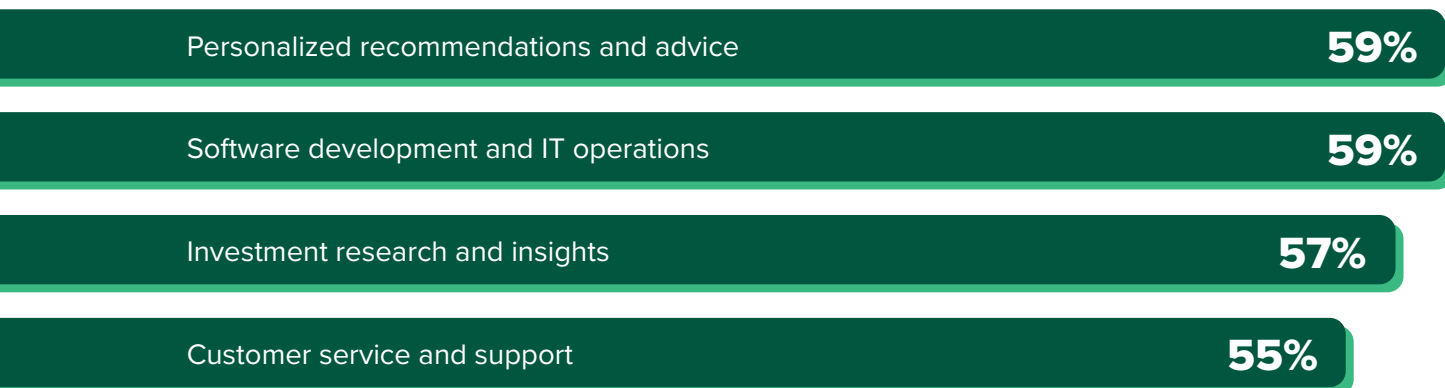 Personalized recommendations and advice 59%
Software development and IT operations 59%
Investment research and insights 57%
Customer service and support 55%